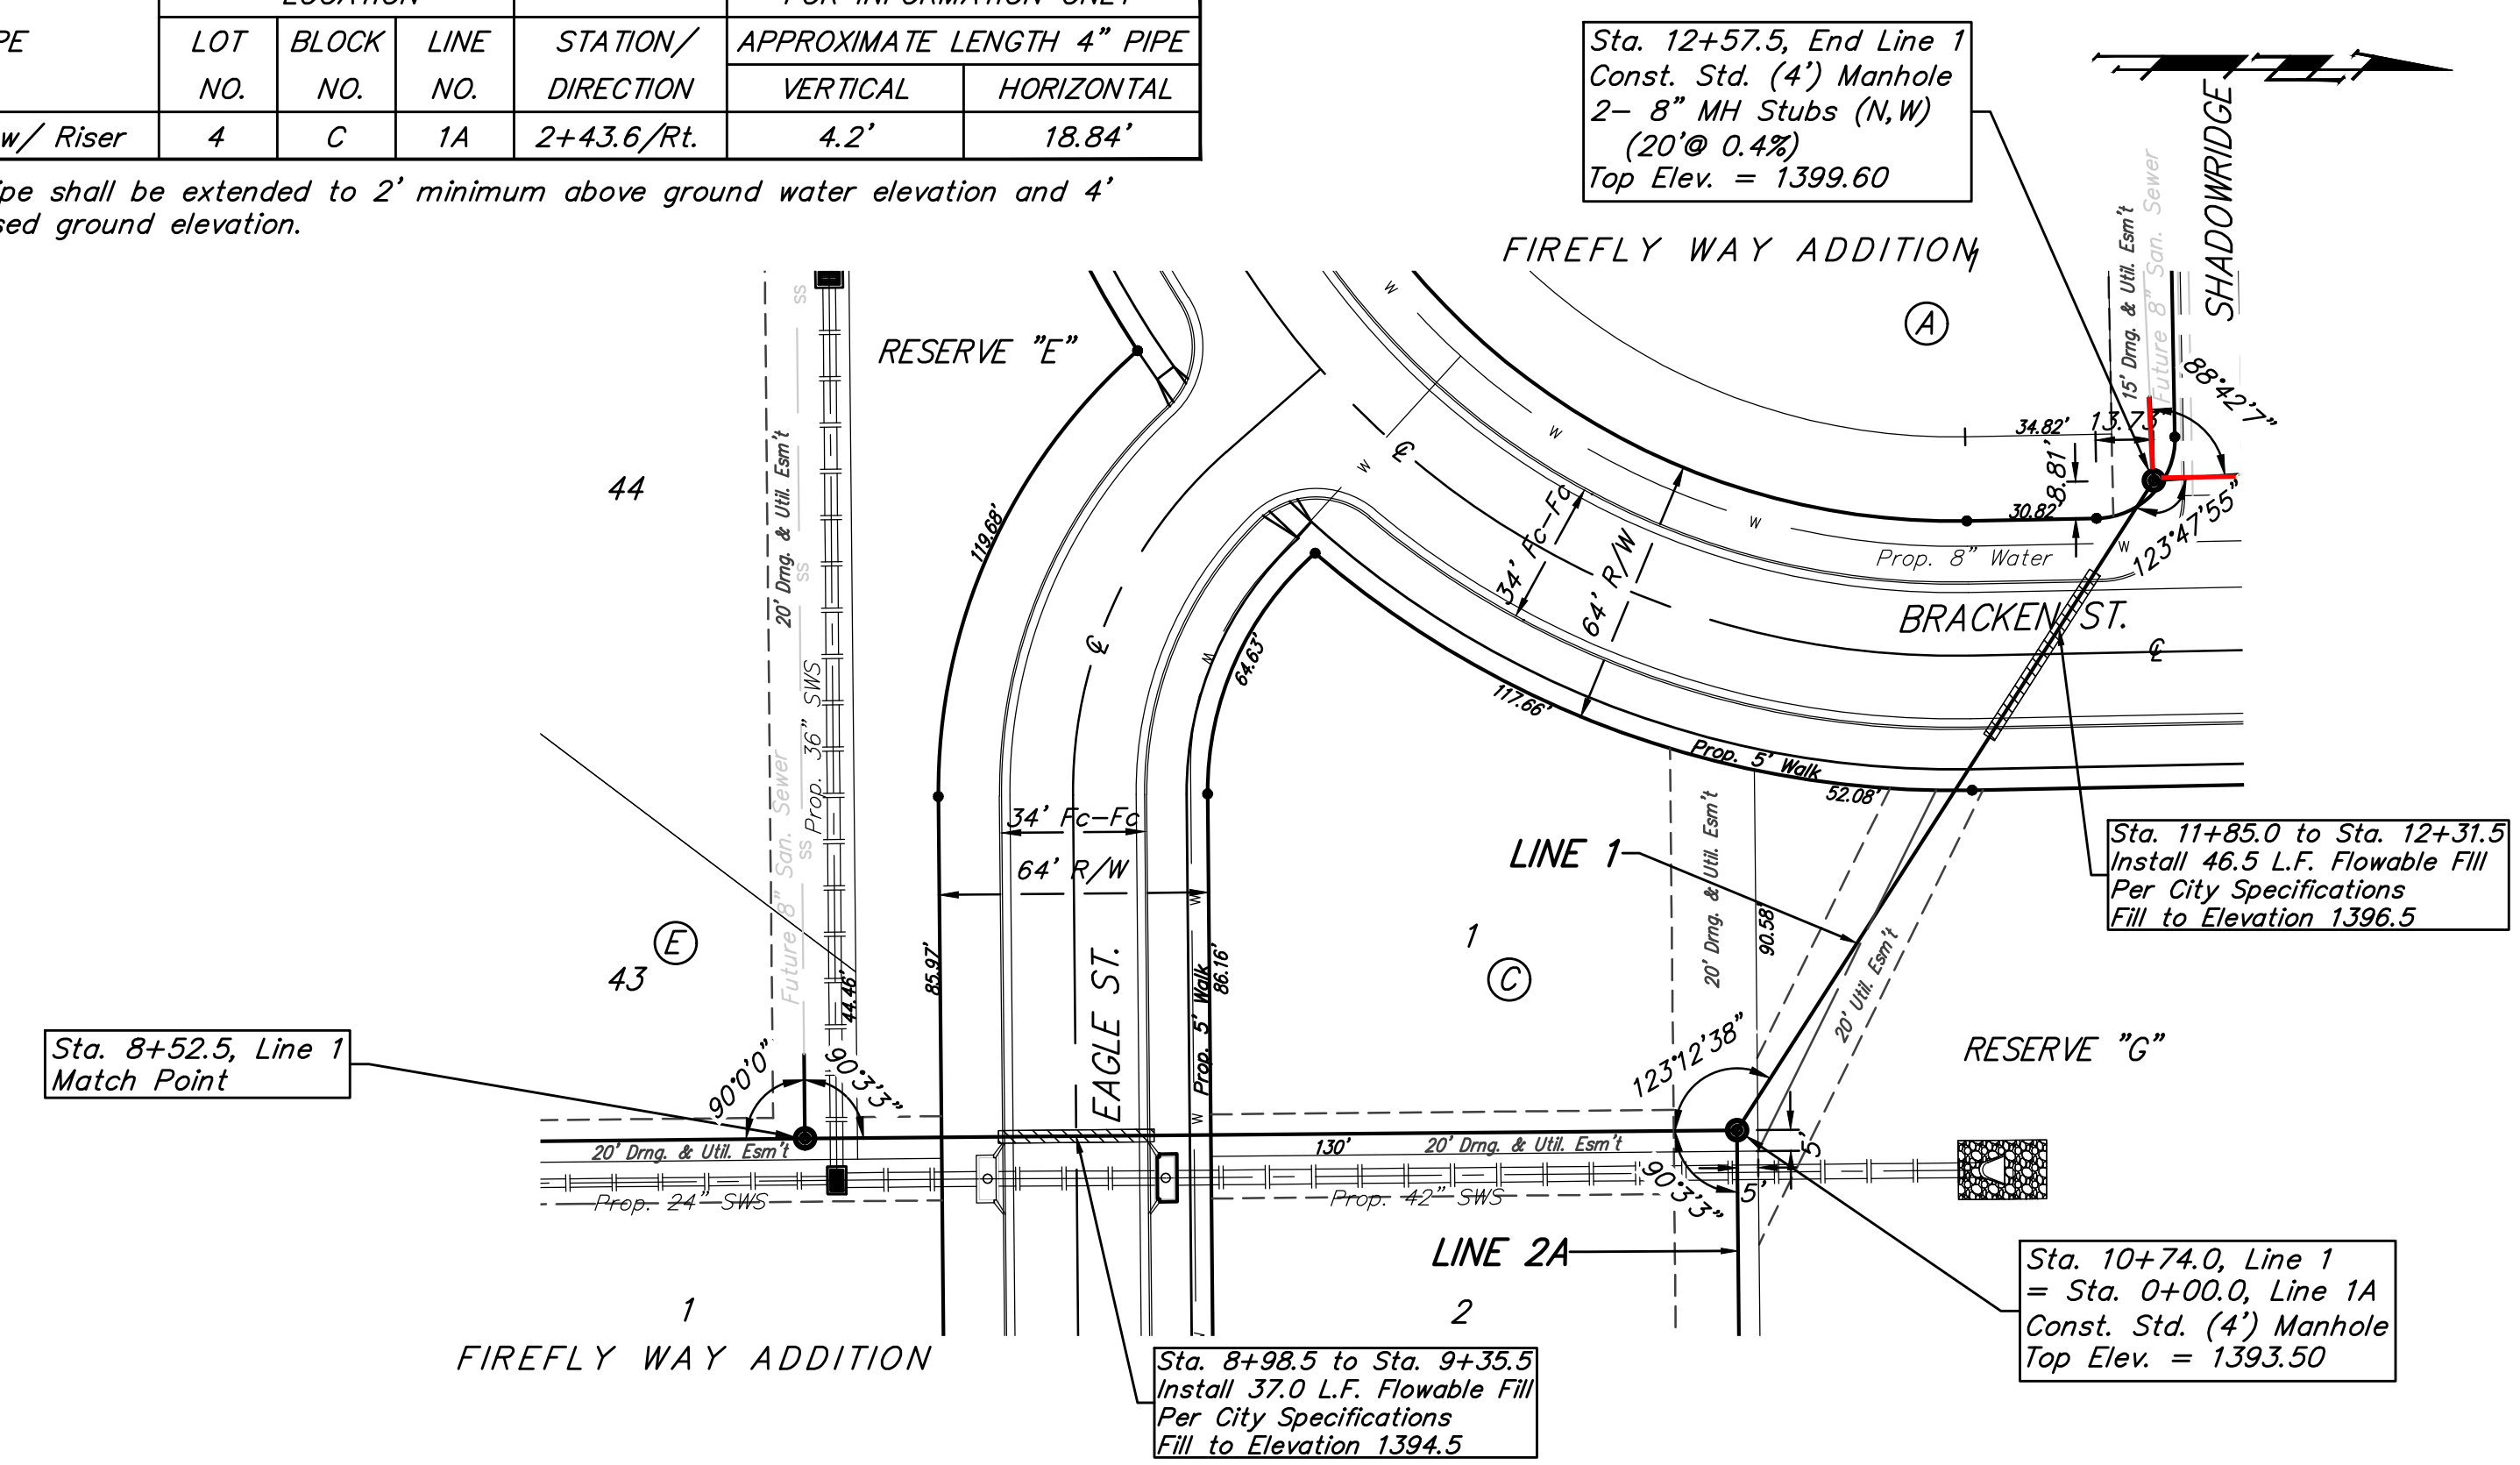 LOCATION
FOR INFORMATION ONLY
PE
LOT
NO.
BLOCK
NO.
LINE
NO.
STATION/
DIRECTION
APPROXIMATE LENGTH 4" PIPE
VERTICAL
HORIZONTAL
w/ Riser
4
C
1A
2+43.6/Rt.
4.2'
18.84'
ipe shall be extended to 2' minimum above ground water elevation and 4'
sed ground elevation.
Sta. 12+57.5, End Line 1
Const. Std. (4') Manhole
2- 8" MH Stubs (N,W)
(20'@ 0.4%)
Top Elev. = 1399.60
FIREFLY WAY ADDITION
SHADOWRIDGE
15' Drng. & Util. Esm't
Future 8" San. Sewer
A
88°42'7"
34.82'
13.73'
8.81'
30.82'
123°47'55"
Prop. 8" Water
BRACKEN ST.
RESERVE "E"
SS
20' Drng. & Util. Esm't
SS
Prop. 36" SWS
Future 8" San. Sewer
SS
44
119.68'
64.63'
34' Fc-Fc
64' R/W
117.66'
Prop. 5' Walk
52.08'
34' Fc-Fc
64' R/W
W
W
W
W
W
W
W
W
W
LINE 1
20' Drng. & Util. Esm't
90.58'
20' Util. Esm't
Sta. 11+85.0 to Sta. 12+31.5
Install 46.5 L.F. Flowable Fill
Per City Specifications
Fill to Elevation 1396.5
E
43
44.46'
85.97'
EAGLE ST.
Prop. 5' Walk
86.16'
1
C
RESERVE "G"
Sta. 8+52.5, Line 1
Match Point
90°0'0"
90°3'3"
123°12'38"
20' Drng. & Util. Esm't
130'
20' Drng. & Util. Esm't
5'
5'
90°3'3"
Prop. 24" SWS
Prop. 42" SWS
LINE 2A
1
2
FIREFLY WAY ADDITION
Sta. 10+74.0, Line 1
= Sta. 0+00.0, Line 1A
Const. Std. (4') Manhole
Top Elev. = 1393.50
Sta. 8+98.5 to Sta. 9+35.5
Install 37.0 L.F. Flowable Fill
Per City Specifications
Fill to Elevation 1394.5